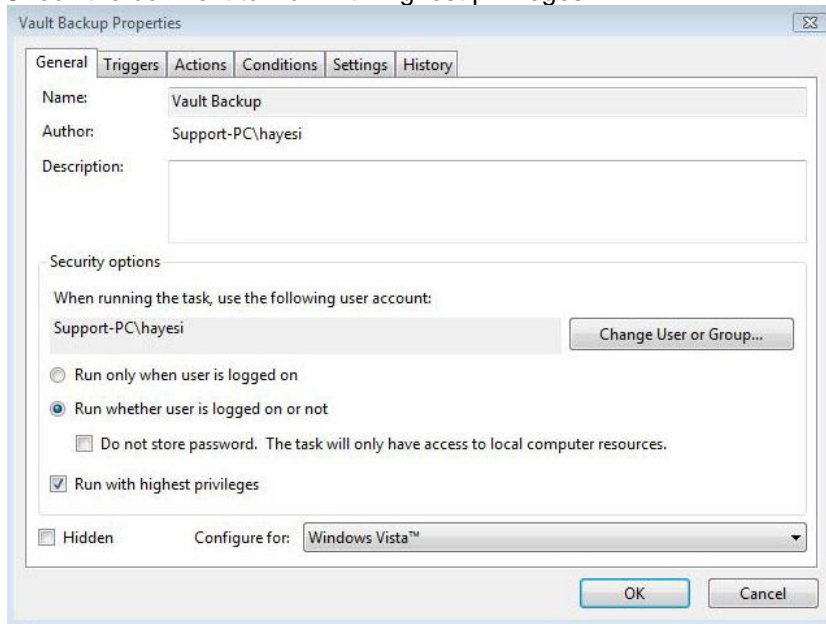 Vault Backup Properties
General Triggers Actions Conditions Settings History
Name: Vault Backup
Author: Support-PC\hayesi
Description:
Security options
When running the task, use the following user account:
Support-PC\hayesi Change User or Group...
Run only when user is logged on
Run whether user is logged on or not
Do not store password. The task will only have access to local computer resources.
Run with highest privileges
Hidden Configure for: Windows Vista™
OK Cancel